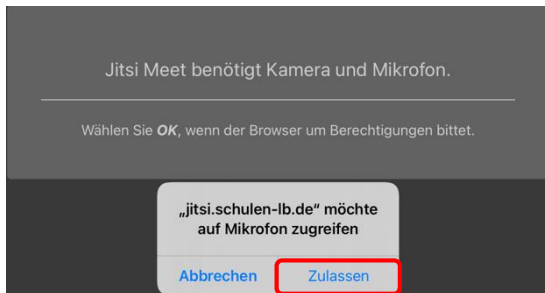 Jitsi Meet benötigt Kamera und Mikrofon.
Wählen Sie OK, wenn der Browser um Berechtigungen bittet.
„jitsi.schulen-lb.de“ möchte
auf Mikrofon zugreifen
Abbrechen Zulassen